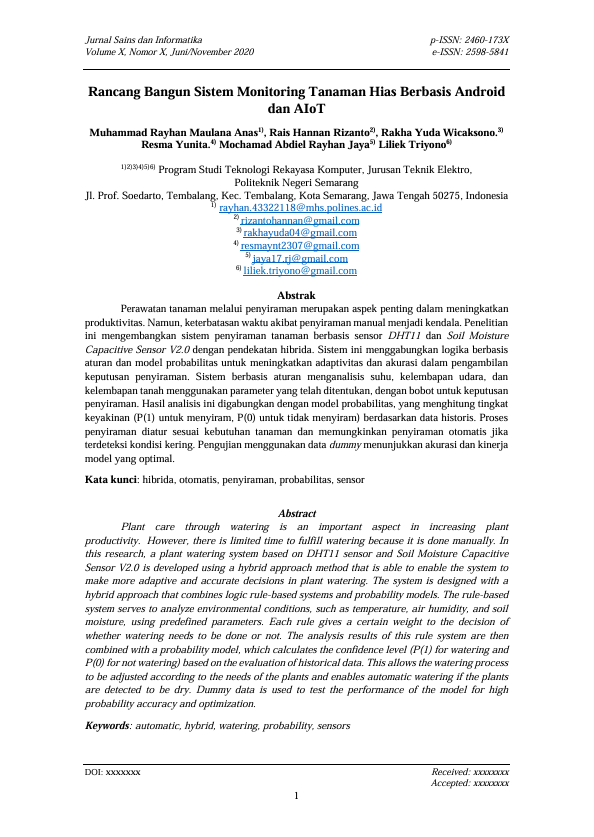 Jurnal Sains dan Informatika p-ISSN: 2460-173X
Volume X, Nomor X, Juni/November 2020 e-ISSN: 2598-5841
Rancang Bangun Sistem Monitoring Tanaman Hias Berbasis Android
dan AIoT
Muhammad Rayhan Maulana Anas1), Rais Hannan Rizanto2), Rakha Yuda Wicaksono.3)
Resma Yunita.4) Mochamad Abdiel Rayhan Jaya5) Liliek Triyono6)
1)2)3)4)5)6) Program Studi Teknologi Rekayasa Komputer, Jurusan Teknik Elektro,
Politeknik Negeri Semarang
Jl. Prof. Soedarto, Tembalang, Kec. Tembalang, Kota Semarang, Jawa Tengah 50275, Indonesia
1) rayhan.43322118@mhs.polines.ac.id
2) rizantohannan@gmail.com
3) rakhayuda04@gmail.com
4) resmaynt2307@gmail.com
5) jaya17.rj@gmail.com
6) liliek.triyono@gmail.com
Abstrak
Perawatan tanaman melalui penyiraman merupakan aspek penting dalam meningkatkan
produktivitas. Namun, keterbatasan waktu akibat penyiraman manual menjadi kendala. Penelitian
ini mengembangkan sistem penyiraman tanaman berbasis sensor DHT11 dan Soil Moisture
Capacitive Sensor V2.0 dengan pendekatan hibrida. Sistem ini menggabungkan logika berbasis
aturan dan model probabilitas untuk meningkatkan adaptivitas dan akurasi dalam pengambilan
keputusan penyiraman. Sistem berbasis aturan menganalisis suhu, kelembapan udara, dan
kelembapan tanah menggunakan parameter yang telah ditentukan, dengan bobot untuk keputusan
penyiraman. Hasil analisis ini digabungkan dengan model probabilitas, yang menghitung tingkat
keyakinan (P(1) untuk menyiram, P(0) untuk tidak menyiram) berdasarkan data historis. Proses
penyiraman diatur sesuai kebutuhan tanaman dan memungkinkan penyiraman otomatis jika
terdeteksi kondisi kering. Pengujian menggunakan data dummy menunjukkan akurasi dan kinerja
model yang optimal.
Kata kunci: hibrida, otomatis, penyiraman, probabilitas, sensor
Abstract
Plant care through watering is an important aspect in increasing plant
productivity. However, there is limited time to fulfill watering because it is done manually. In
this research, a plant watering system based on DHT11 sensor and Soil Moisture Capacitive
Sensor V2.0 is developed using a hybrid approach method that is able to enable the system to
make more adaptive and accurate decisions in plant watering. The system is designed with a
hybrid approach that combines logic rule-based systems and probability models. The rule-based
system serves to analyze environmental conditions, such as temperature, air humidity, and soil
moisture, using predefined parameters. Each rule gives a certain weight to the decision of
whether watering needs to be done or not. The analysis results of this rule system are then
combined with a probability model, which calculates the confidence level (P(1) for watering and
P(0) for not watering) based on the evaluation of historical data. This allows the watering process
to be adjusted according to the needs of the plants and enables automatic watering if the plants
are detected to be dry. Dummy data is used to test the performance of the model for high
probability accuracy and optimization.
Keywords: automatic, hybrid, watering, probability, sensors
DOI: xxxxxxx Received: xxxxxxxx
Accepted: xxxxxxxx
1